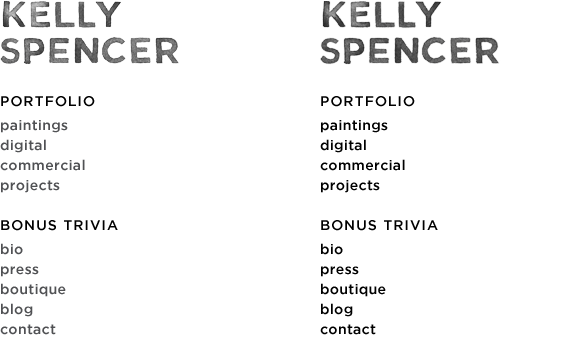 KELLY
SPENCER
PORTFOLIO
paintings
digital
commercial
projects
BONUS TRIVIA
bio
press
boutique
blog
contact
KELLY
SPENCER
PORTFOLIO
paintings
digital
commercial
projects
BONUS TRIVIA
bio
press
boutique
blog
contact